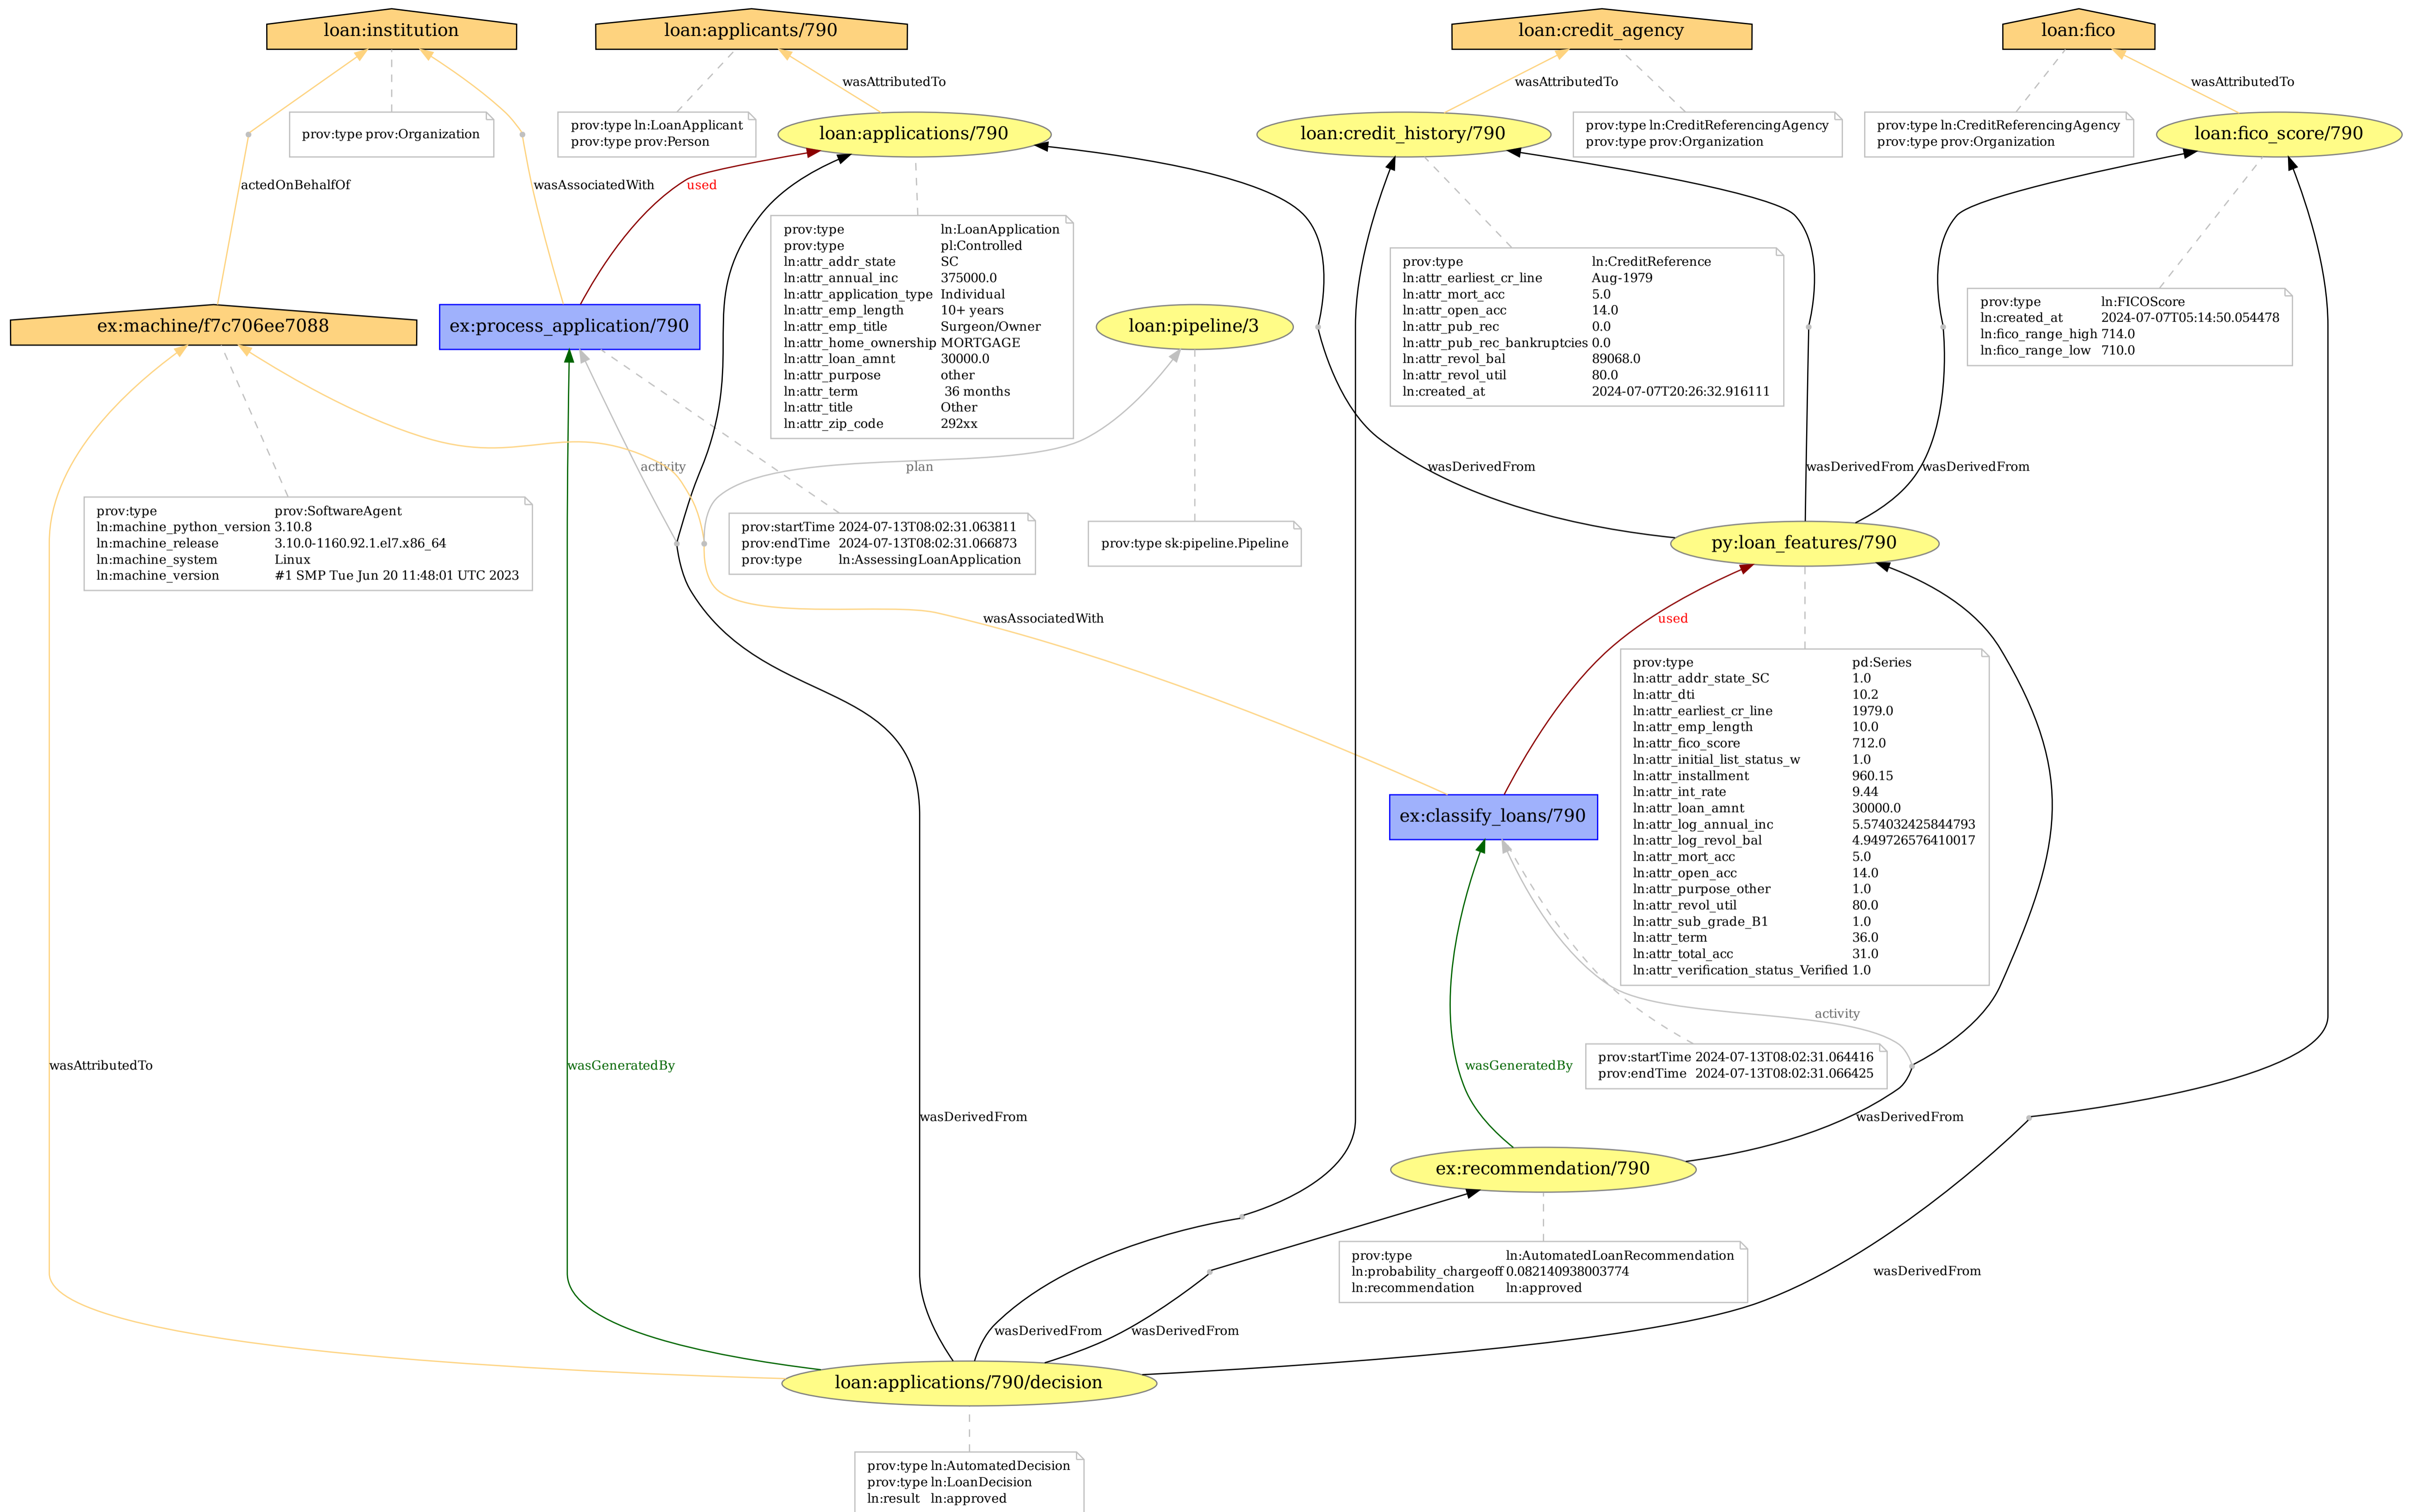 loan:institution
loan:applicants/790
loan:credit_agency
loan:fico
wasAttributedTo
wasAttributedTo
wasAttributedTo
prov:type prov:Organization
prov:type ln:LoanApplicant
prov:type prov:Person
loan:applications/790
loan:credit_history/790
prov:type ln:CreditReferencingAgency
prov:type prov:Organization
prov:type ln:CreditReferencingAgency
prov:type prov:Organization
loan:fico_score/790
actedOnBehalfOf
wasAssociatedWith
used
prov:type ln:LoanApplication
prov:type pl:Controlled
ln:attr_addr_state SC
ln:attr_annual_inc 375000.0
ln:attr_application_type Individual
ln:attr_emp_length 10+ years
ln:attr_emp_title Surgeon/Owner
ln:attr_home_ownership MORTGAGE
ln:attr_loan_amnt 30000.0
ln:attr_purpose other
ln:attr_term 36 months
ln:attr_title Other
ln:attr_zip_code 292xx
prov:type ln:CreditReference
ln:attr_earliest_cr_line Aug-1979
ln:attr_mort_acc 5.0
ln:attr_open_acc 14.0
ln:attr_pub_rec 0.0
ln:attr_pub_rec_bankruptcies 0.0
ln:attr_revol_bal 89068.0
ln:attr_revol_util 80.0
ln:created_at 2024-07-07T20:26:32.916111
prov:type ln:FICOScore
ln:created_at 2024-07-07T05:14:50.054478
ln:fico_range_high 714.0
ln:fico_range_low 710.0
ex:machine/f7c706ee7088
ex:process_application/790
loan:pipeline/3
activity
plan
wasDerivedFrom
wasDerivedFrom
wasDerivedFrom
prov:type prov:SoftwareAgent
ln:machine_python_version 3.10.8
ln:machine_release 3.10.0-1160.92.1.el7.x86_64
ln:machine_system Linux
ln:machine_version #1 SMP Tue Jun 20 11:48:01 UTC 2023
prov:startTime 2024-07-13T08:02:31.063811
prov:endTime 2024-07-13T08:02:31.066873
prov:type ln:AssessingLoanApplication
prov:type sk:pipeline.Pipeline
py:loan_features/790
wasAssociatedWith
used
prov:type pd:Series
ln:attr_addr_state_SC 1.0
ln:attr_dti 10.2
ln:attr_earliest_cr_line 1979.0
ln:attr_emp_length 10.0
ln:attr_fico_score 712.0
ln:attr_initial_list_status_w 1.0
ln:attr_installment 960.15
ln:attr_int_rate 9.44
ln:attr_loan_amnt 30000.0
ln:attr_log_annual_inc 5.574032425844793
ln:attr_log_revol_bal 4.949726576410017
ln:attr_mort_acc 5.0
ln:attr_open_acc 14.0
ln:attr_purpose_other 1.0
ln:attr_revol_util 80.0
ln:attr_sub_grade_B1 1.0
ln:attr_term 36.0
ln:attr_total_acc 31.0
ln:attr_verification_status_Verified 1.0
ex:classify_loans/790
activity
wasAttributedTo
wasGeneratedBy
wasGeneratedBy
prov:startTime 2024-07-13T08:02:31.064416
prov:endTime 2024-07-13T08:02:31.066425
wasDerivedFrom
wasDerivedFrom
ex:recommendation/790
prov:type ln:AutomatedLoanRecommendation
ln:probability_chargeoff 0.082140938003774
ln:recommendation ln:approved
wasDerivedFrom
wasDerivedFrom
wasDerivedFrom
loan:applications/790/decision
prov:type ln:AutomatedDecision
prov:type ln:LoanDecision
ln:result ln:approved